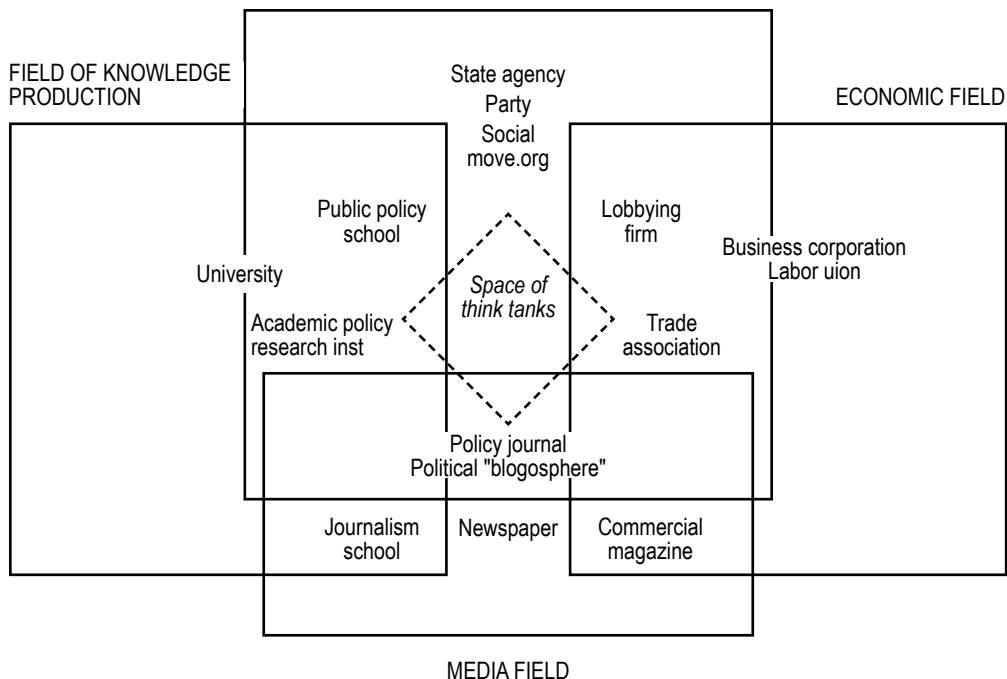 FIELD OF KNOWLEDGE
PRODUCTION
State agency
Party
Social
move.org
ECONOMIC FIELD
Public policy
school
Lobbying
firm
University
Space of
think tanks
Business corporation
Labor uion
Academic policy
research inst
Trade
association
Policy journal
Political "blogosphere"
Journalism
school
Newspaper
Commercial
magazine
MEDIA FIELD